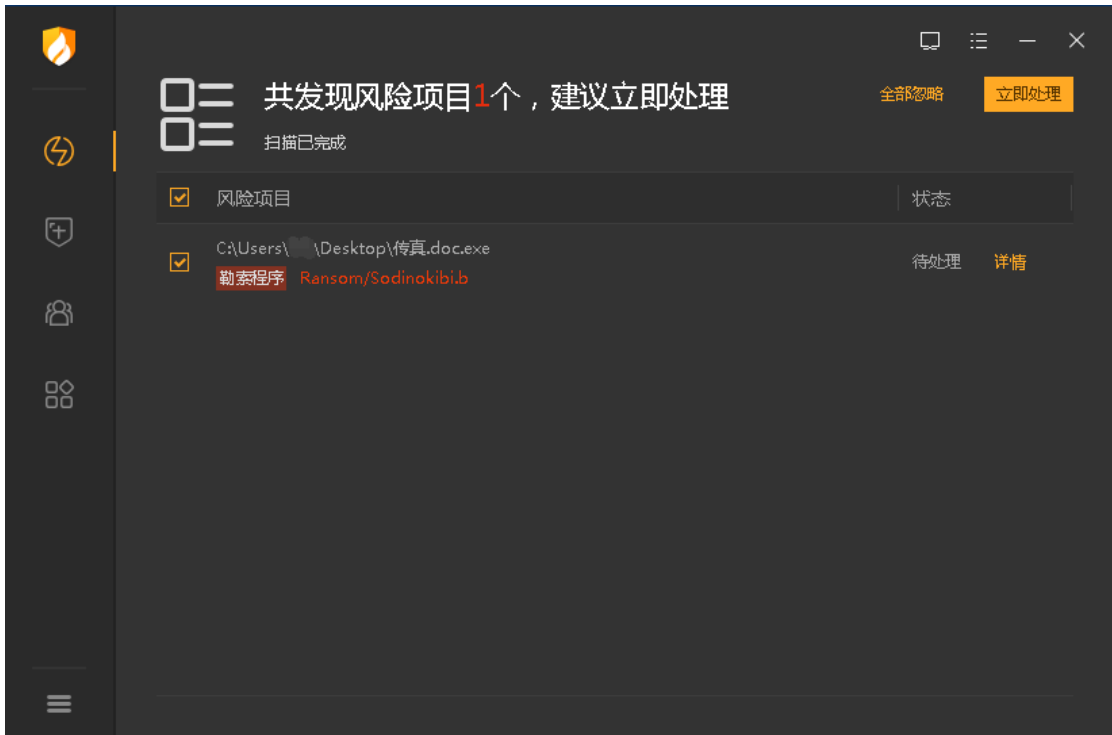 共发现风险项目1个，建议立即处理
全部忽略
立即处理
扫描已完成
风险项目
状态
C:\Users\ \Desktop\传真.doc.exe
勒索程序 Ransom/Sodinokibi.b
待处理
详情